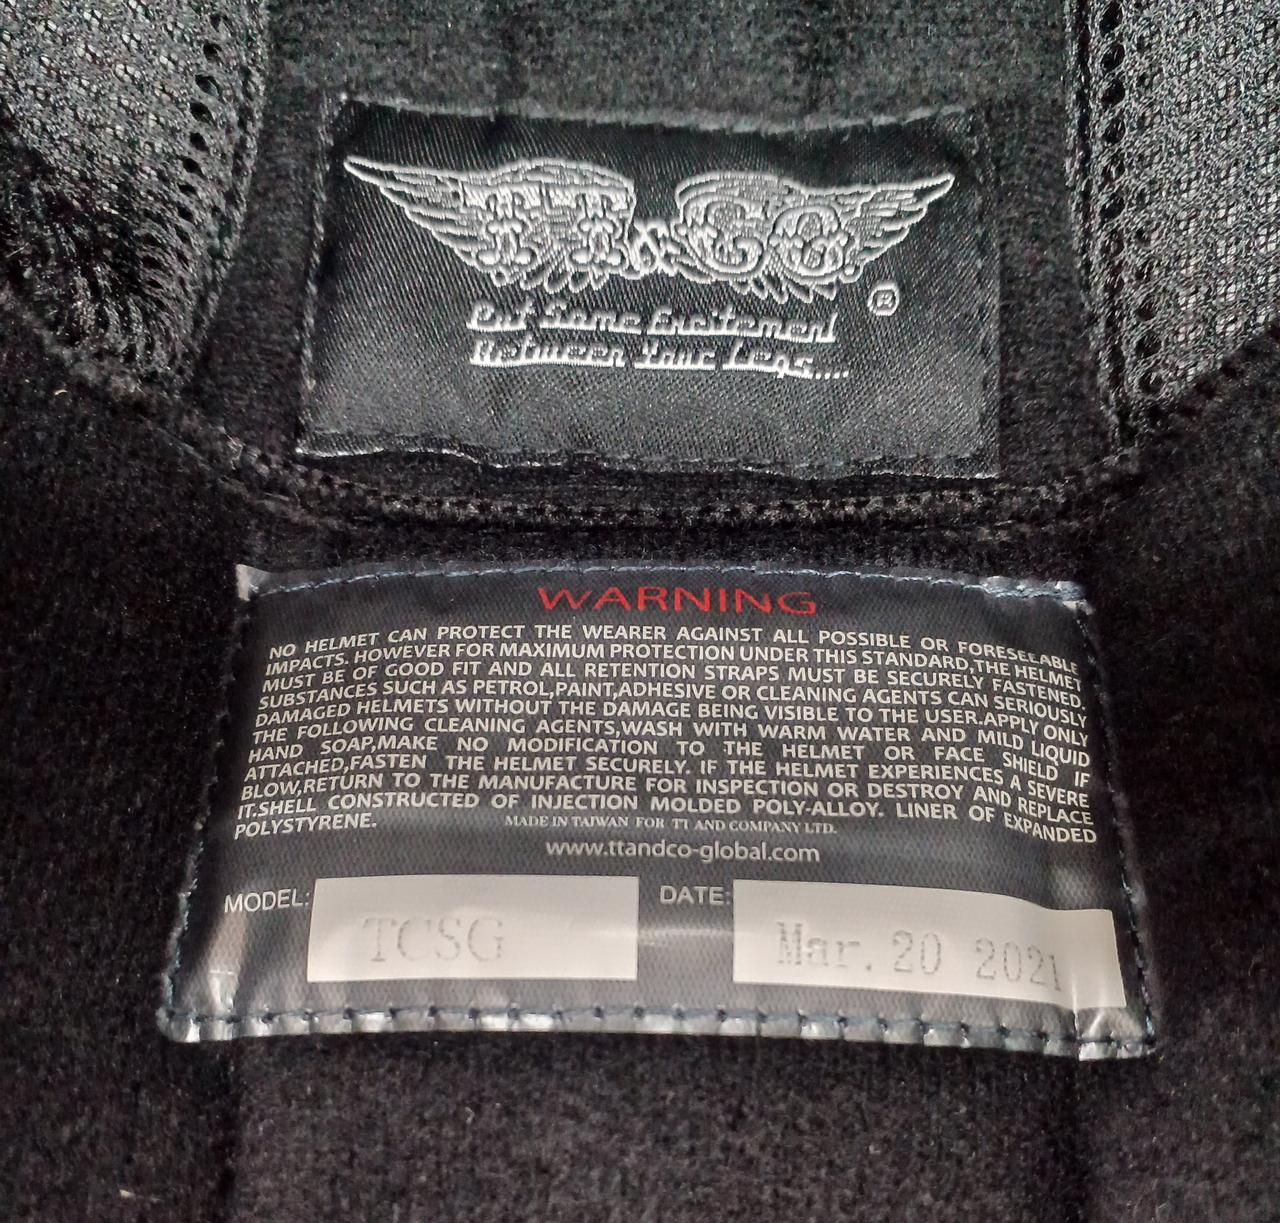 TT&CO.
®
Put Some Excitement
Between Your Legs....
WARNING
NO HELMET CAN PROTECT THE WEARER AGAINST ALL POSSIBLE OR FORESEEABLE
IMPACTS. HOWEVER FOR MAXIMUM PROTECTION UNDER THIS STANDARD,THE HELMET
MUST BE OF GOOD FIT AND ALL RETENTION STRAPS MUST BE SECURELY FASTENED.
SUBSTANCES SUCH AS PETROL,PAINT,ADHESIVE OR CLEANING AGENTS CAN SERIOUSLY
DAMAGED HELMETS WITHOUT THE DAMAGE BEING VISIBLE TO THE USER.APPLY ONLY
THE FOLLOWING CLEANING AGENTS,WASH WITH WARM WATER AND MILD LIQUID
HAND SOAP,MAKE NO MODIFICATION TO THE HELMET OR FACE SHIELD IF
ATTACHED,FASTEN THE HELMET SECURELY. IF THE HELMET EXPERIENCES A SEVERE
BLOW,RETURN TO THE MANUFACTURE FOR INSPECTION OR DESTROY AND REPLACE
IT.SHELL CONSTRUCTED OF INJECTION MOLDED POLY-ALLOY. LINER OF EXPANDED
POLYSTYRENE.
MADE IN TAIWAN FOR TT AND COMPANY LTD.
www.ttandco-global.com
MODEL: TCSG DATE: Mar. 20 2021